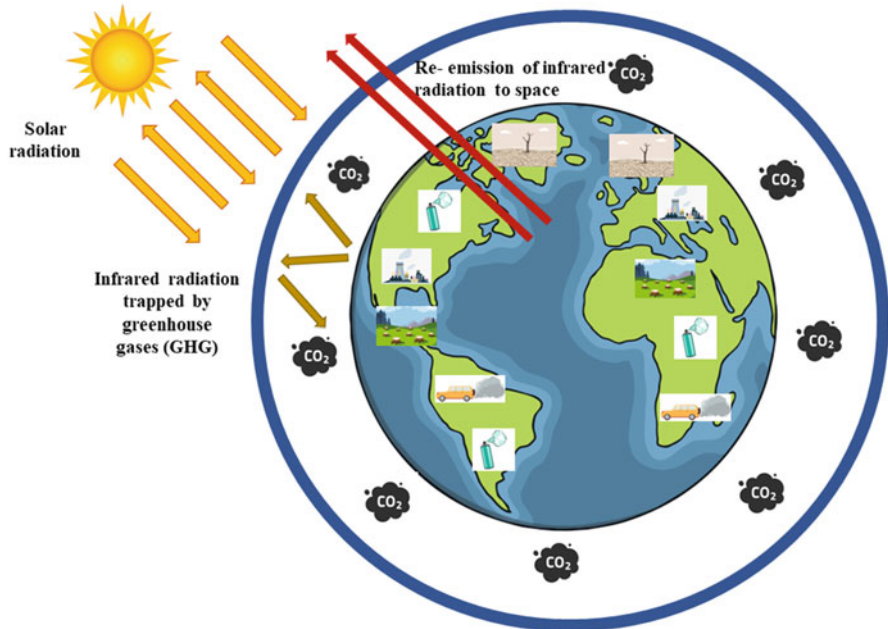 Solar
radiation
Re- emission of infrared
radiation to space
CO₂
CO₂
CO₂
Infrared radiation
trapped by
greenhouse
gases (GHG)
CO₂
CO₂
CO₂
CO₂
CO₂